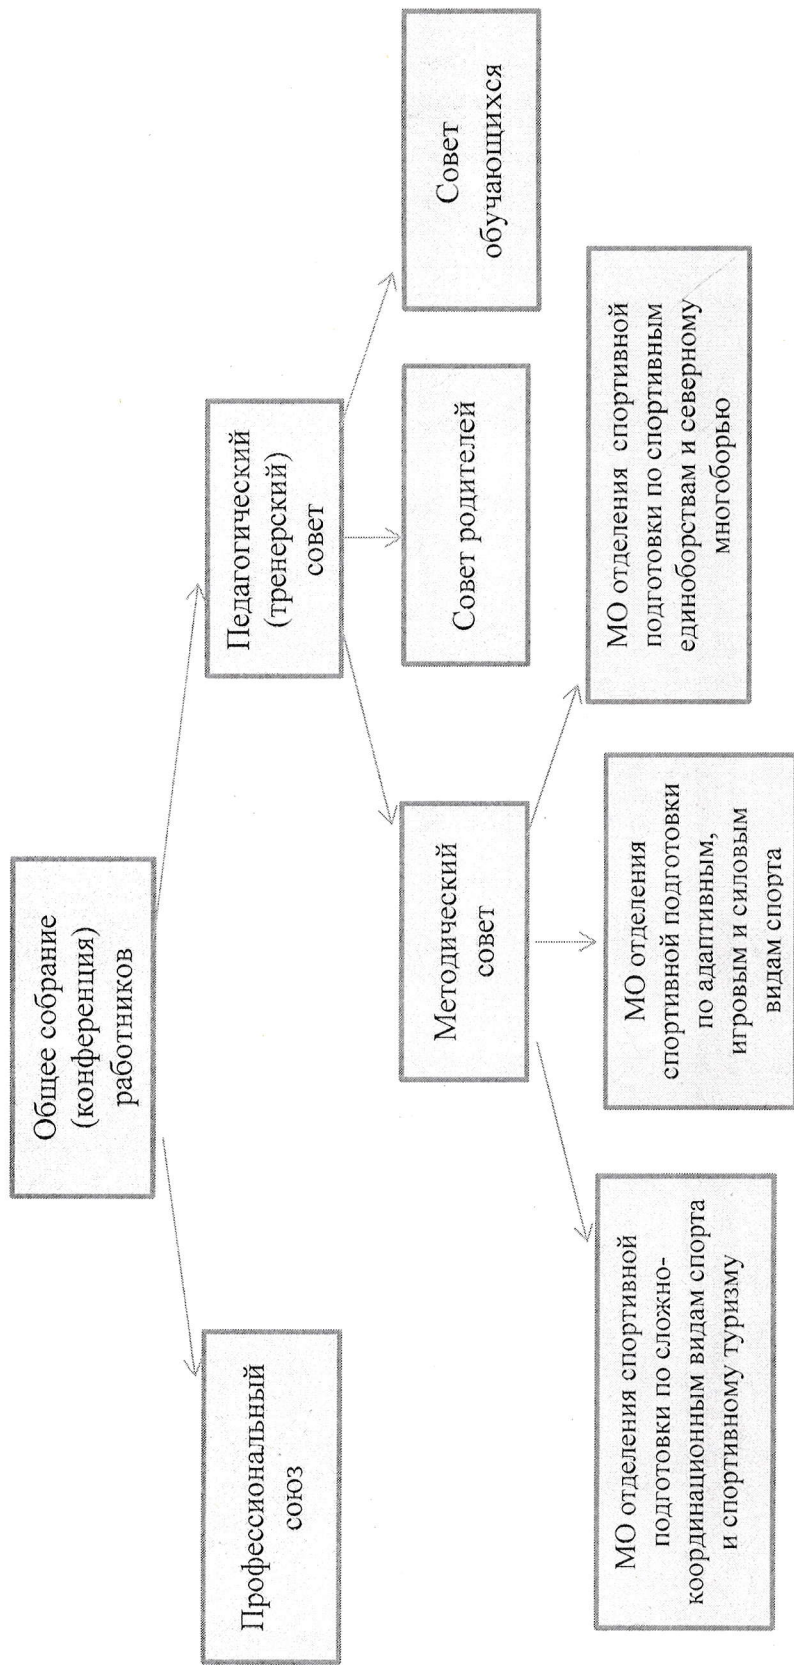 Общее собрание
(конференция)
работников
Профессиональный
союз
Педагогический
(тренерский)
совет
Методический
совет
Совет родителей
Совет
обучающихся
МО отделения спортивной
подготовки по сложно-
координационным видам спорта
и спортивному туризму
МО отделения
спортивной подготовки
по адаптивным,
игровым и силовым
видам спорта
МО отделения спортивной
подготовки по спортивным
единоборствам и северному
многоборью